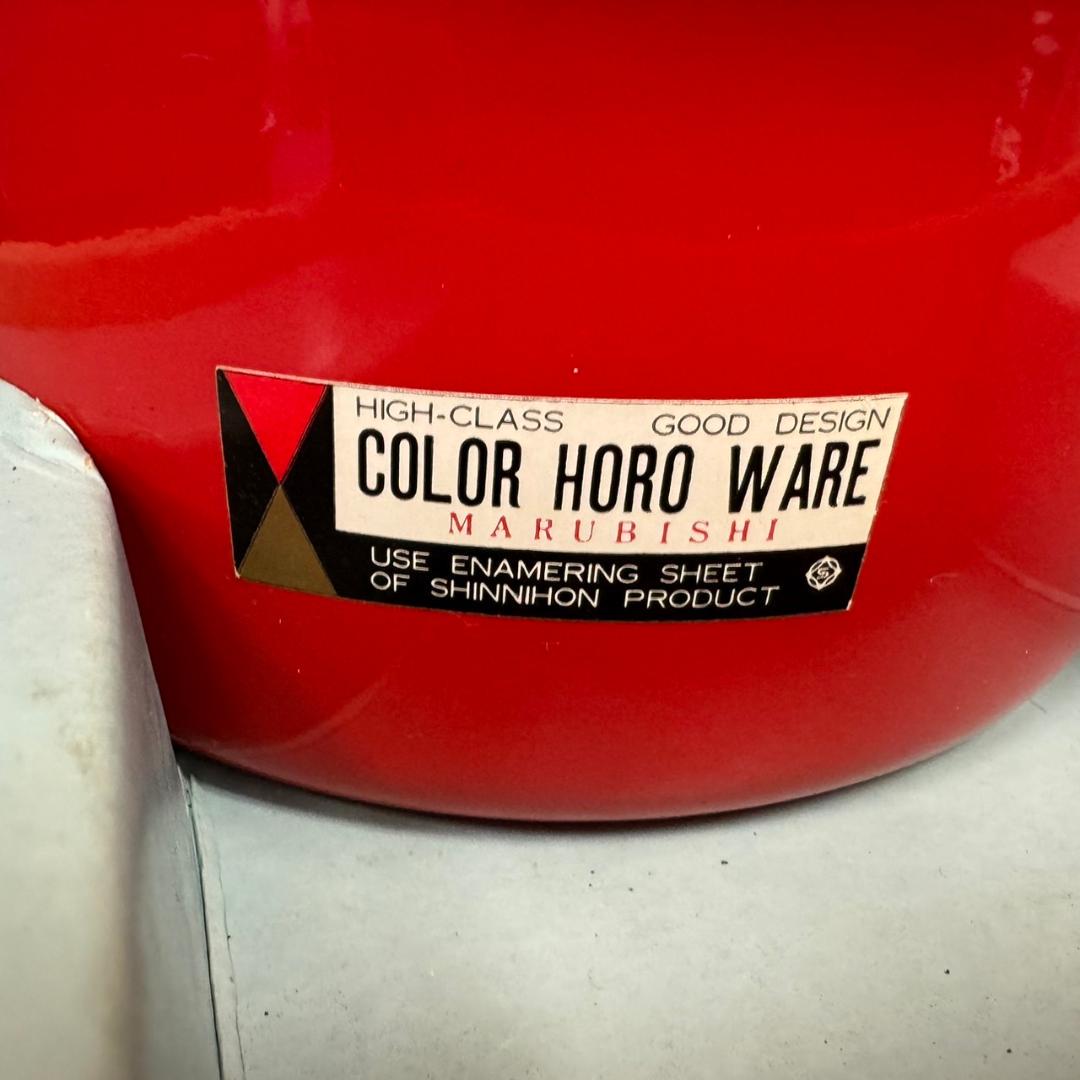 HIGH-CLASS GOOD DESIGN
COLOR HORO WARE
MARUBISHI
USE ENAMERING SHEET
OF SHINNIHON PRODUCT